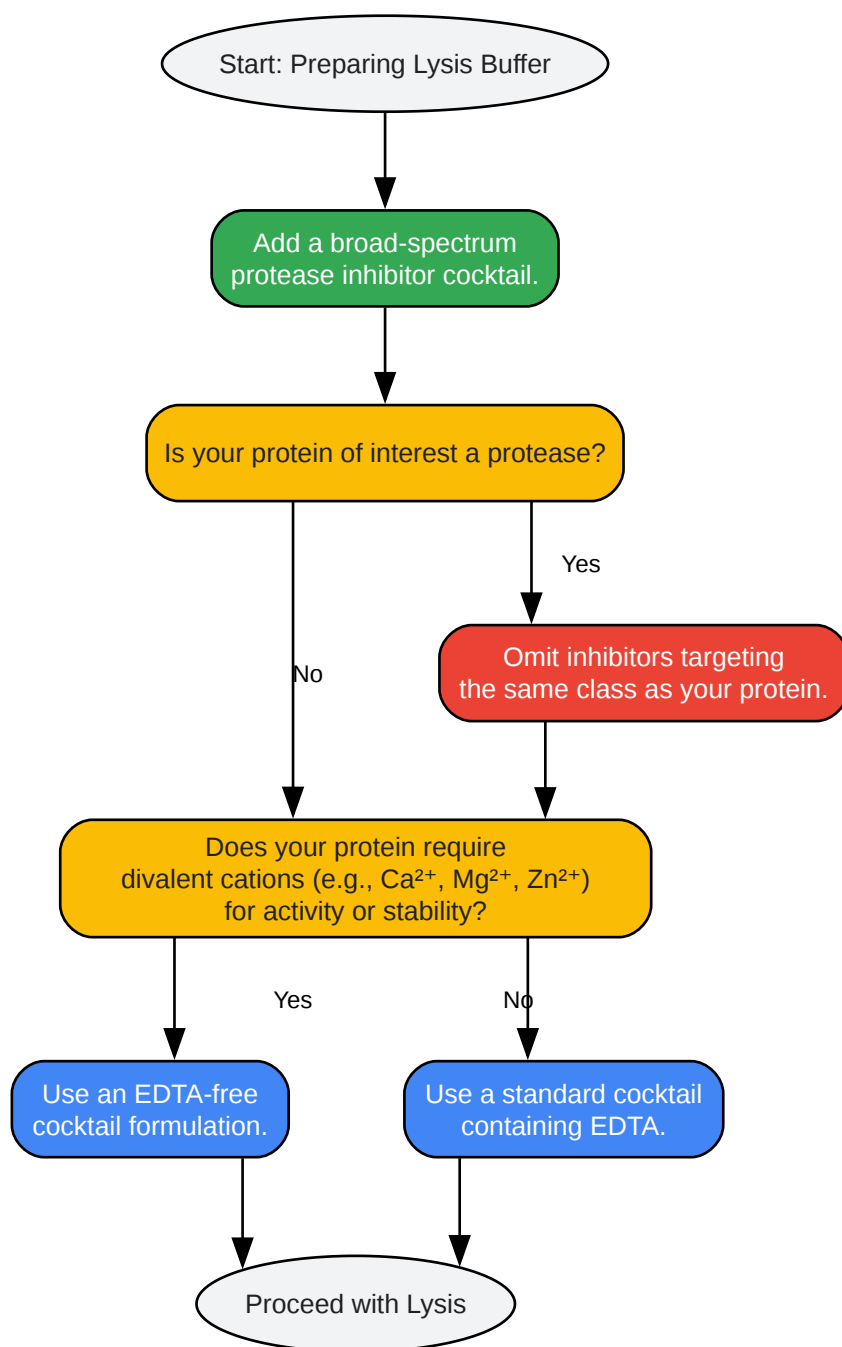 Start: Preparing Lysis Buffer
Add a broad-spectrum
protease inhibitor cocktail.
Is your protein of interest a protease?
Yes
Omit inhibitors targeting
the same class as your protein.
No
Does your protein require
divalent cations (e.g., Ca²⁺, Mg²⁺, Zn²⁺)
for activity or stability?
Yes
No
Use an EDTA-free
cocktail formulation.
Use a standard cocktail
containing EDTA.
Proceed with Lysis